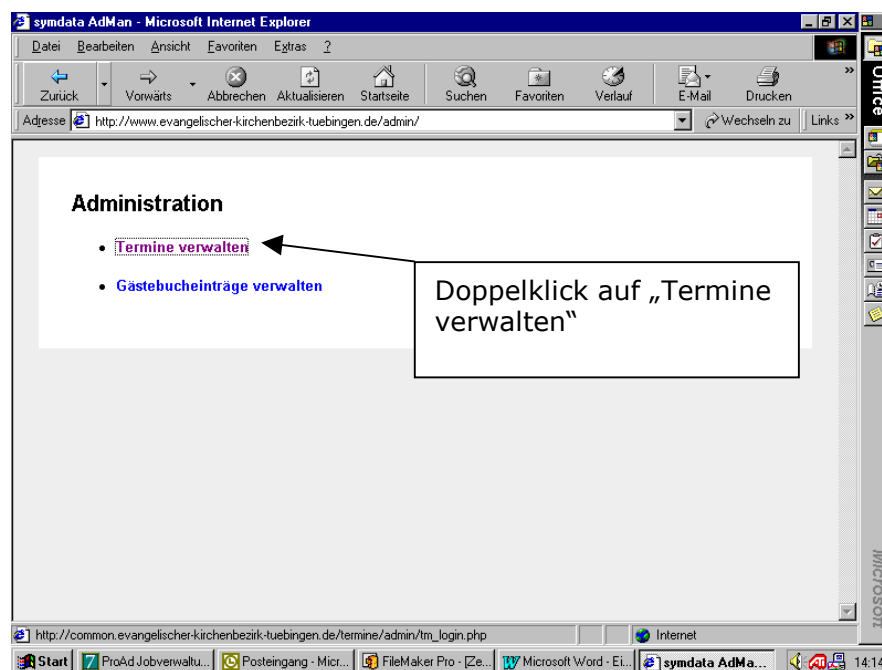 symdata AdMan - Microsoft Internet Explorer
Datei Bearbeiten Ansicht Favoriten Extras ?
Zurück Vorwärts Abbrechen Aktualisieren Startseite Suchen Favoriten Verlauf E-Mail Drucken »
Adresse http://www.evangelischer-kirchenbezirk-tuebingen.de/admin/ Wechseln zu Links »
Office
Administration
• Termine verwalten
• Gästebucheinträge verwalten
Doppelklick auf „Termine
verwalten“
Microsoft
http://common.evangelischer-kirchenbezirk-tuebingen.de/termine/admin/tm_login.php Internet
Start ProAd Jobverwaltu... Posteingang - Micr... FileMaker Pro - [Ze... Microsoft Word - Ei... symdata AdMa... 14:14